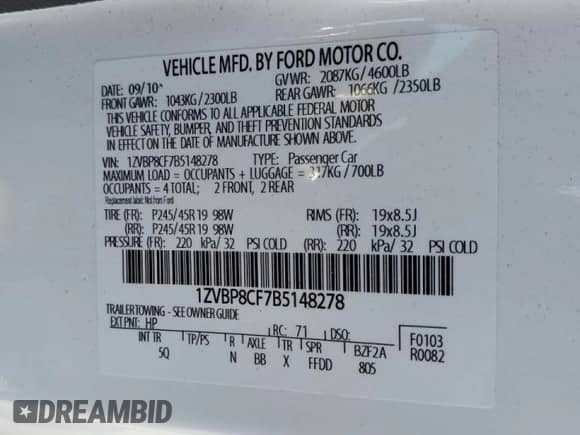 VEHICLE MFD. BY FORD MOTOR CO.
DATE: 09/10* GVWR: 2087KG/4600LB
FRONT GAWR: 1043KG/2300LB REAR GAWR: 1066KG/2350LB
THIS VEHICLE CONFORMS TO ALL APPLICABLE FEDERAL MOTOR
VEHICLE SAFETY, BUMPER, AND THEFT PREVENTION STANDARDS
IN EFFECT ON THE DATE OF MANUFACTURE SHOWN ABOVE.
VIN: 1ZVBP8CF7B5148278 TYPE: Passenger Car
MAXIMUM LOAD = OCCUPANTS + LUGGAGE = 317KG/700LB
OCCUPANTS = 4 TOTAL; 2 FRONT, 2 REAR
Replacement label; Not from Ford
TIRE (FR): P245/45R19 98W RIMS (FR): 19x8.5J
(RR): P245/45R19 98W (RR): 19x8.5J
PRESSURE (FR): 220 kPa/32 PSI COLD (RR): 220 kPa/32 PSI COLD
1ZVBP8CF7B5148278
TRAILER TOWING - SEE OWNER GUIDE
EXT PNT: HP RC: 71 DSO: F0103
INT TR TP/PS R AXLE TR SPR BZF2A R0082
5Q N BB X FFDD 805
DREAMBID